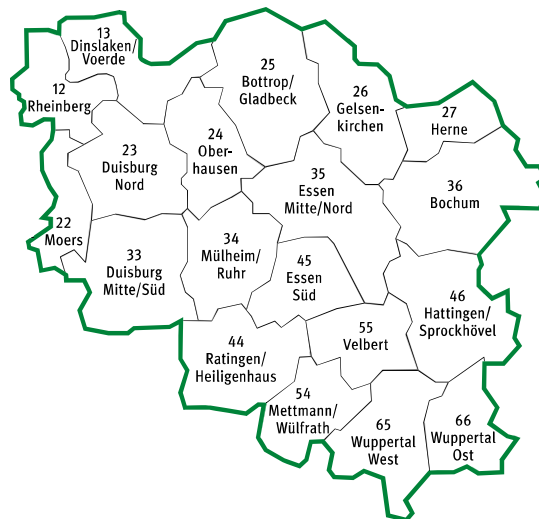 13
Dinslaken/
Voerde
12
Rheinberg
25
Bottrop/
Gladbeck
26
Gelsen-
kirchen
27
Herne
23
Duisburg
Nord
24
Ober-
hausen
35
Essen
Mitte/Nord
36
Bochum
22
Moers
33
Duisburg
Mitte/Süd
34
Mülheim/
Ruhr
45
Essen
Süd
46
Hattingen/
Sprockhövel
44
Ratingen/
Heiligenhaus
55
Velbert
54
Mettmann/
Wülfrath
65
Wuppertal
West
66
Wuppertal
Ost